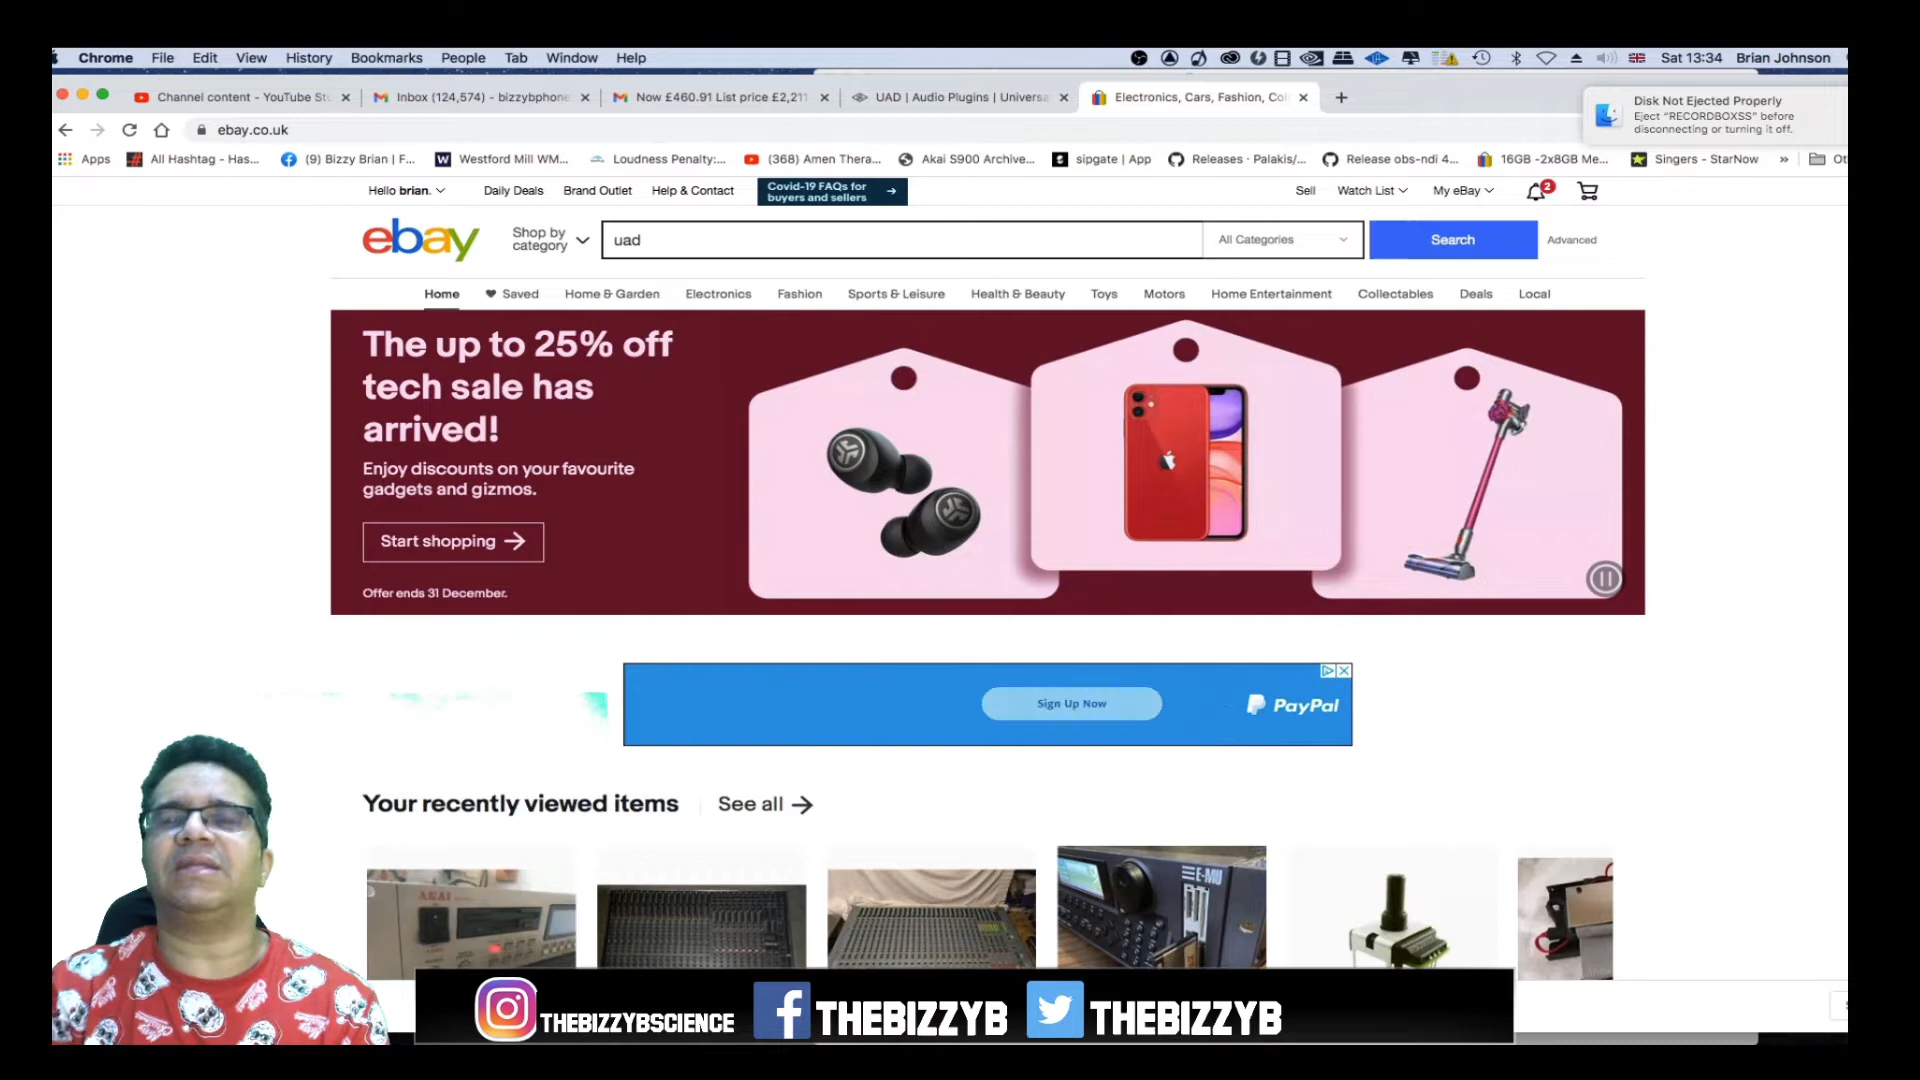 Chrome File Edit View History Bookmarks People Tab Window Help Sat 13:34 Brian Johnson
Channel content - YouTube Stu Inbox (124,574) - bizzybphone Now £460.91 List price £2,211 UAD | Audio Plugins | Universa Electronics, Cars, Fashion, Col
Disk Not Ejected Properly
Eject "RECORDBOXSS" before
disconnecting or turning it off.
ebay.co.uk
Apps All Hashtag - Has... (9) Bizzy Brian | F... Westford Mill WM... Loudness Penalty:... (368) Amen Thera... Akai S900 Archive... sipgate | App Releases · Palakis/... Release obs-ndi 4... 16GB -2x8GB Me... Singers - StarNow »
Hello brian. Daily Deals Brand Outlet Help & Contact
Covid-19 FAQs for
buyers and sellers
Sell Watch List My eBay 2
ebay
Shop by
category
uad All Categories Search Advanced
Home Saved Home & Garden Electronics Fashion Sports & Leisure Health & Beauty Toys Motors Home Entertainment Collectables Deals Local
The up to 25% off
tech sale has
arrived!
Enjoy discounts on your favourite
gadgets and gizmos.
Start shopping
Offer ends 31 December.
Sign Up Now PayPal
Your recently viewed items See all
AKAI
E-MU
THEBIZZYBSCIENCE THEBIZZYB THEBIZZYB